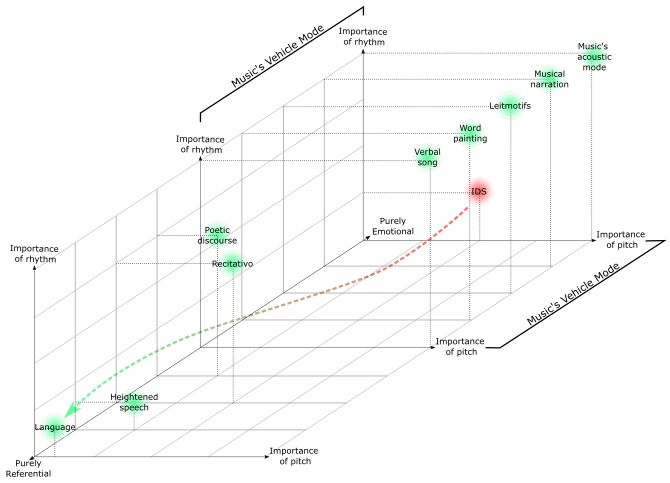 Music's Vehicle Mode
Importance
of rhythm
Music's
acoustic
mode
Musical
narration
Leitmotifs
Word
painting
Importance
of rhythm
Verbal
song
IDS
Purely
Emotional
Importance
of pitch
Poetic
discourse
Recitativo
Importance
of rhythm
Music's Vehicle Mode
Importance
of pitch
Heightened
speech
Language
Importance
of pitch
Purely
Referential